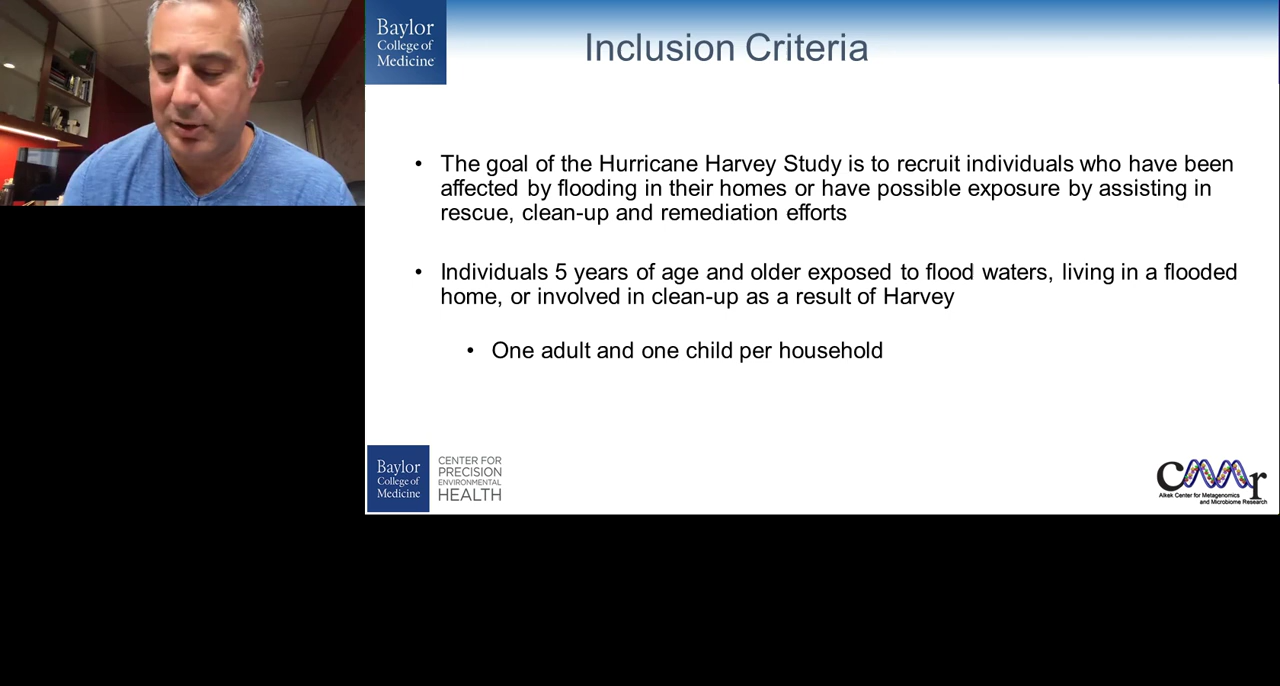 Baylor
College of
Medicine
Inclusion Criteria
• The goal of the Hurricane Harvey Study is to recruit individuals who have been
affected by flooding in their homes or have possible exposure by assisting in
rescue, clean-up and remediation efforts
• Individuals 5 years of age and older exposed to flood waters, living in a flooded
home, or involved in clean-up as a result of Harvey
• One adult and one child per household
Baylor
College of
Medicine
CENTER FOR
PRECISION
ENVIRONMENTAL
HEALTH
CMMr
Alkek Center for Metagenomics
and Microbiome Research